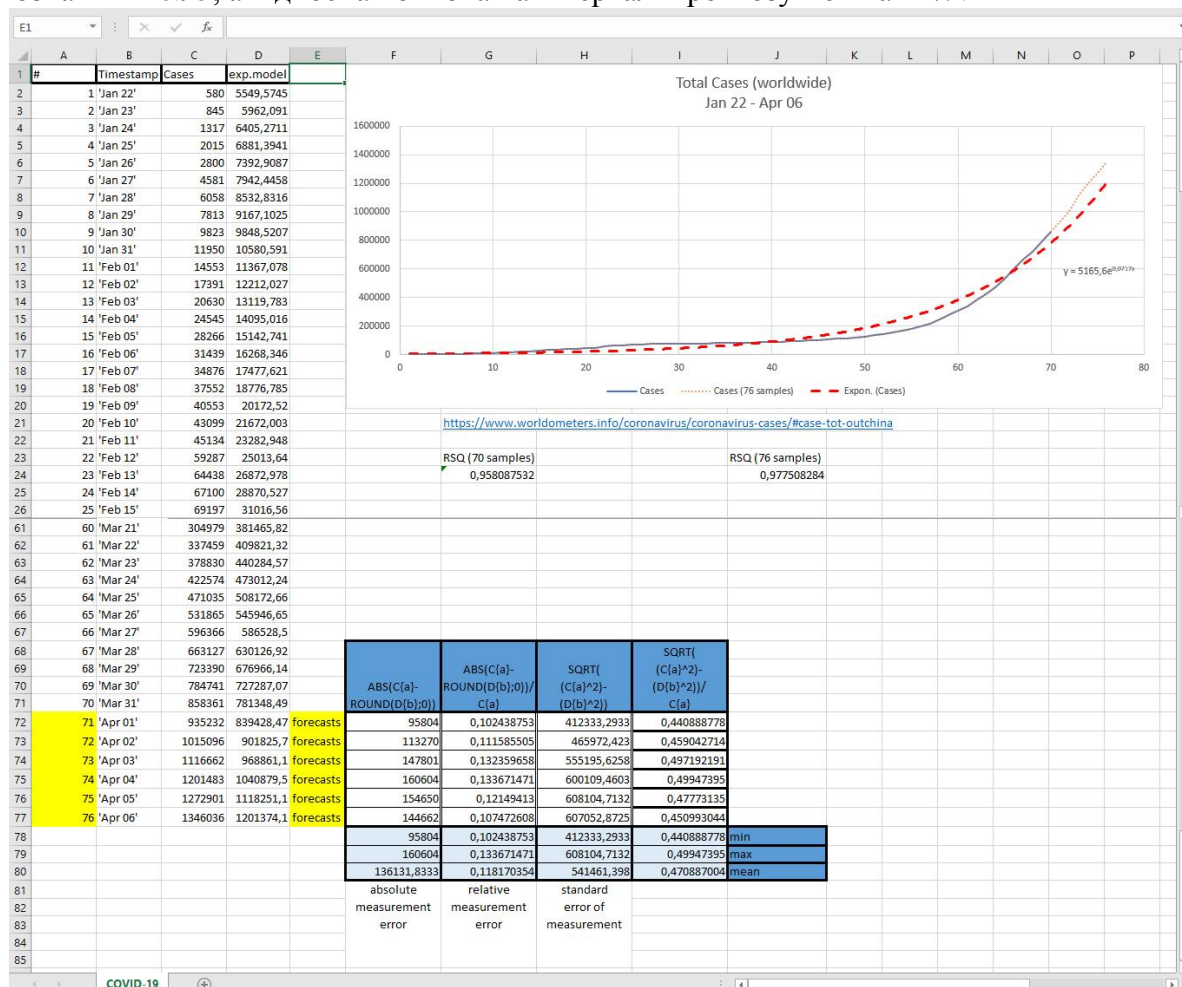 E1
fx
A B C D E F G H I J K L M N O P
1 # Timestamp Cases exp.model
2 1 'Jan 22' 580 5549,5745
3 2 'Jan 23' 845 5962,091
4 3 'Jan 24' 1317 6405,2711
5 4 'Jan 25' 2015 6881,3941
6 5 'Jan 26' 2800 7392,9087
7 6 'Jan 27' 4581 7942,4458
8 7 'Jan 28' 6058 8532,8316
9 8 'Jan 29' 7813 9167,1025
10 9 'Jan 30' 9823 9848,5207
11 10 'Jan 31' 11950 10580,591
12 11 'Feb 01' 14553 11367,078
13 12 'Feb 02' 17391 12212,027
14 13 'Feb 03' 20630 13119,783
15 14 'Feb 04' 24545 14095,016
16 15 'Feb 05' 28266 15142,741
17 16 'Feb 06' 31439 16268,346
18 17 'Feb 07' 34876 17477,621
19 18 'Feb 08' 37552 18776,785
20 19 'Feb 09' 40553 20172,52
Total Cases (worldwide)
Jan 22 - Apr 06
1600000
1400000
1200000
1000000
800000
600000
400000
200000
0
0 10 20 30 40 50 60 70 80
y = 5165,6e^0,0717x
Cases Cases (76 samples) Expon. (Cases)
21 20 'Feb 10' 43099 21672,003 https://www.worldometers.info/coronavirus/coronavirus-cases/#case-tot-outchina
22 21 'Feb 11' 45134 23282,948
23 22 'Feb 12' 59287 25013,64 RSQ (70 samples) RSQ (76 samples)
24 23 'Feb 13' 64438 26872,978 0,958087532 0,977508284
25 24 'Feb 14' 67100 28870,527
26 25 'Feb 15' 69197 31016,56
61 60 'Mar 21' 304979 381465,82
62 61 'Mar 22' 337459 409821,32
63 62 'Mar 23' 378830 440284,57
64 63 'Mar 24' 422574 473012,24
65 64 'Mar 25' 471035 508172,66
66 65 'Mar 26' 531865 545946,65
67 66 'Mar 27' 596366 586528,5
68 67 'Mar 28' 663127 630126,92 SQRT(
69 68 'Mar 29' 723390 676966,14 ABS(C{a}- SQRT( (C{a}^2)-
70 69 'Mar 30' 784741 727287,07 ABS(C{a}- ROUND(D{b};0))/ (C{a}^2)- (D{b}^2))/
71 70 'Mar 31' 858361 781348,49 ROUND(D{b};0)) C{a} (D{b}^2)) C{a}
72 71 'Apr 01' 935232 839428,47 forecasts 95804 0,102438753 412333,2933 0,440888778
73 72 'Apr 02' 1015096 901825,7 forecasts 113270 0,111585505 465972,423 0,459042714
74 73 'Apr 03' 1116662 968861,1 forecasts 147801 0,132359658 555195,6258 0,497192191
75 74 'Apr 04' 1201483 1040879,5 forecasts 160604 0,133671471 600109,4603 0,49947395
76 75 'Apr 05' 1272901 1118251,1 forecasts 154650 0,12149413 608104,7132 0,47773135
77 76 'Apr 06' 1346036 1201374,1 forecasts 144662 0,107472608 607052,8725 0,450993044
78 95804 0,102438753 412333,2933 0,440888778 min
79 160604 0,133671471 608104,7132 0,49947395 max
80 136131,8333 0,118170354 541461,398 0,470887004 mean
81 absolute relative standard
82 measurement measurement error of
83 error error measurement
84
85
COVID-19